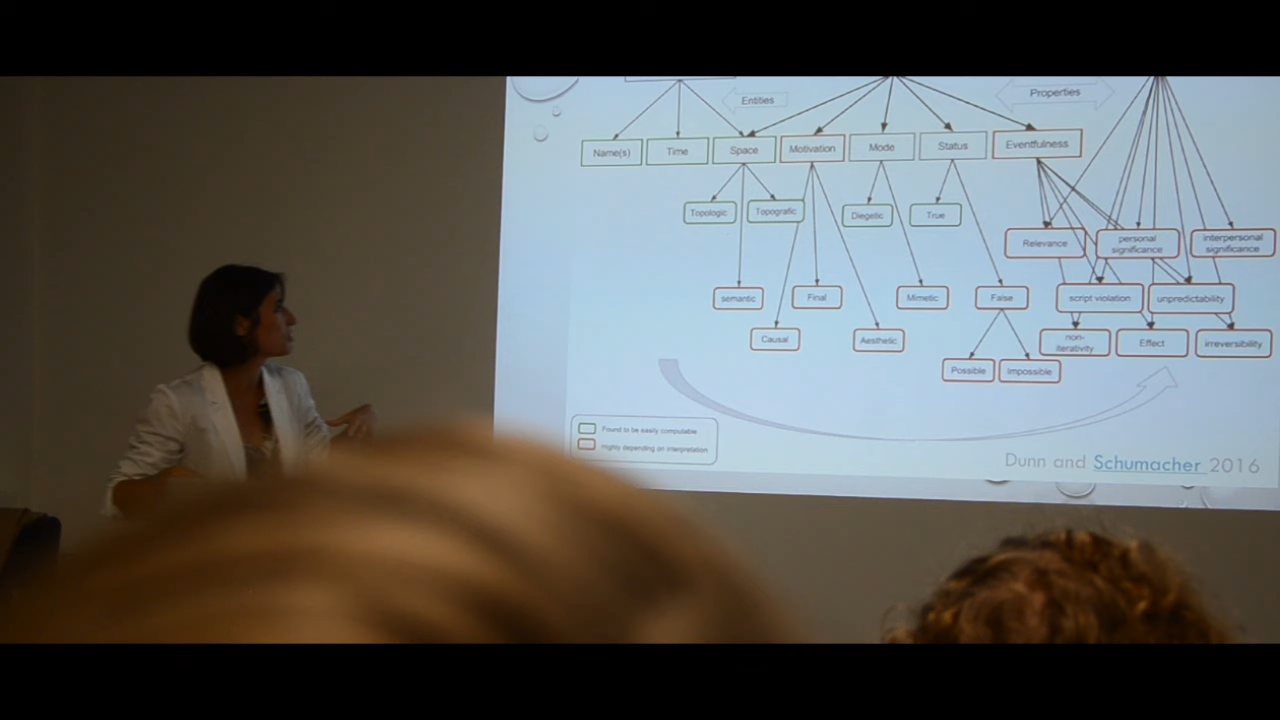 Entities
Properties
Name(s)
Time
Space
Motivation
Mode
Status
Eventfulness
Topologic
Topografic
Diegetic
True
Relevance
personal
significance
interpersonal
significance
semantic
Final
Mimetic
False
script violation
unpredictability
Causal
Aesthetic
non-
iterativity
Effect
irreversibility
Possible
Impossible
Found to be easily computable
Highly depending on interpretation
Dunn and Schumacher 2016